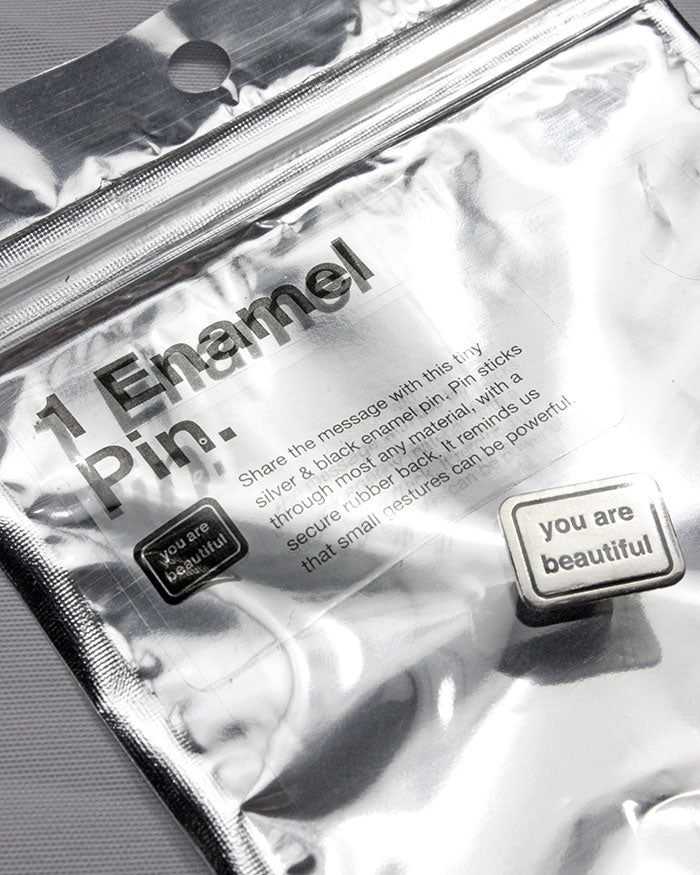 1 Enamel
Pin.
Share the message with this tiny
silver & black enamel pin. Pin sticks
through most any material, with a
secure rubber back. It reminds us
that small gestures can be powerful.
you are
beautiful
you are
beautiful